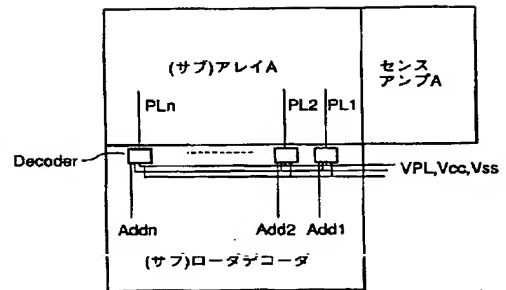 (サブ)アレイA
センス
アンプA
PLn
PL2
PL1
Decoder
VPL,Vcc,Vss
Addn
Add2
Add1
(サブ)ローダデコーダ